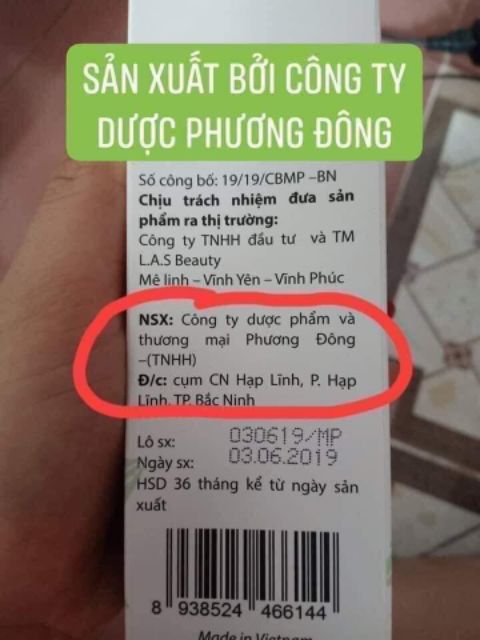 SẢN XUẤT BỞI CÔNG TY
DƯỢC PHƯƠNG ĐÔNG
Số công bố: 19/19/CBMP –BN
Chịu trách nhiệm đưa sản
phẩm ra thị trường:
Công ty TNHH đầu tư và TM
L.A.S Beauty
Mê linh – Vĩnh Yên – Vĩnh Phúc
NSX: Công ty dược phẩm và
thương mại Phương Đông
–(TNHH)
Đ/c: cụm CN Hạp Lĩnh, P. Hạp
Lĩnh, TP. Bắc Ninh
Lô sx: 030619/MP
Ngày sx: 03.06.2019
HSD 36 tháng kể từ ngày sản
xuất
8 938524 466144
Made in Vietnam